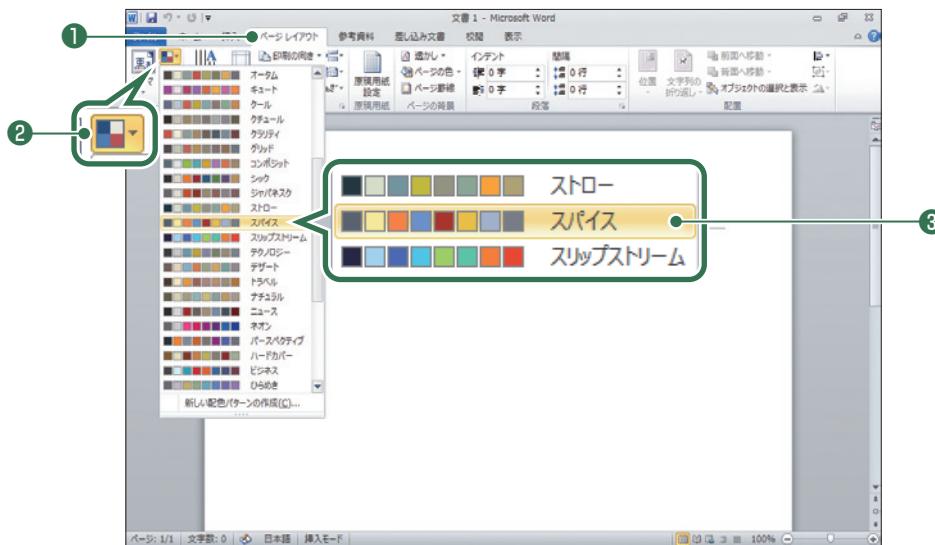 文書 1 - Microsoft Word
❶
ページ レイアウト 参考資料 差し込み文書 校閲 表示
印刷の向き
原稿用紙
設定
原稿用紙
透かし
ページの色
ページ罫線
ページの背景
インデント
0 字
0 字
間隔
0 行
0 行
段落
位置
文字列の
折り返し
前面へ移動
背面へ移動
オブジェクトの選択と表示
配置
❷
オータム
キュート
クール
クチュール
クラリティ
グリッド
コンポジット
シック
ジャパネスク
ストロー
スパイス
スリップストリーム
テクノロジー
デザート
トラベル
ナチュラル
ニュース
ネオン
パースペクティブ
ハードカバー
ビジネス
ひらめき
新しい配色パターンの作成(C)...
ストロー
スパイス
❸
スリップストリーム
ページ: 1/1 文字数: 0 日本語 挿入モード 100%